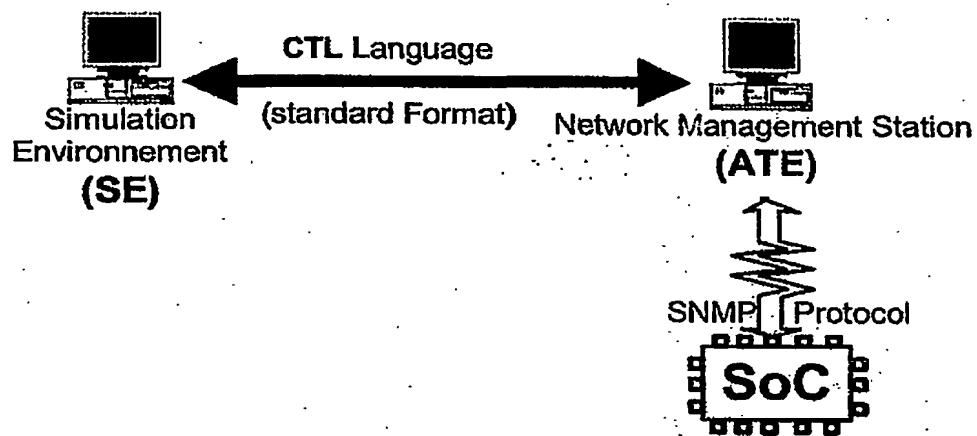 CTL Language
(standard Format)
Simulation
Environnement
(SE)
Network Management Station
(ATE)
SNMP Protocol
SoC